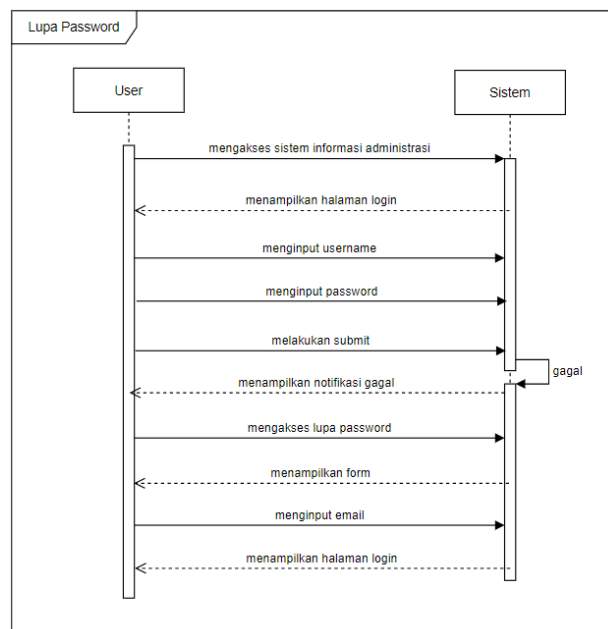 Lupa Password
User
Sistem
mengakses sistem informasi administrasi
menampilkan halaman login
menginput username
menginput password
melakukan submit
gagal
menampilkan notifikasi gagal
mengakses lupa password
menampilkan form
menginput email
menampilkan halaman login